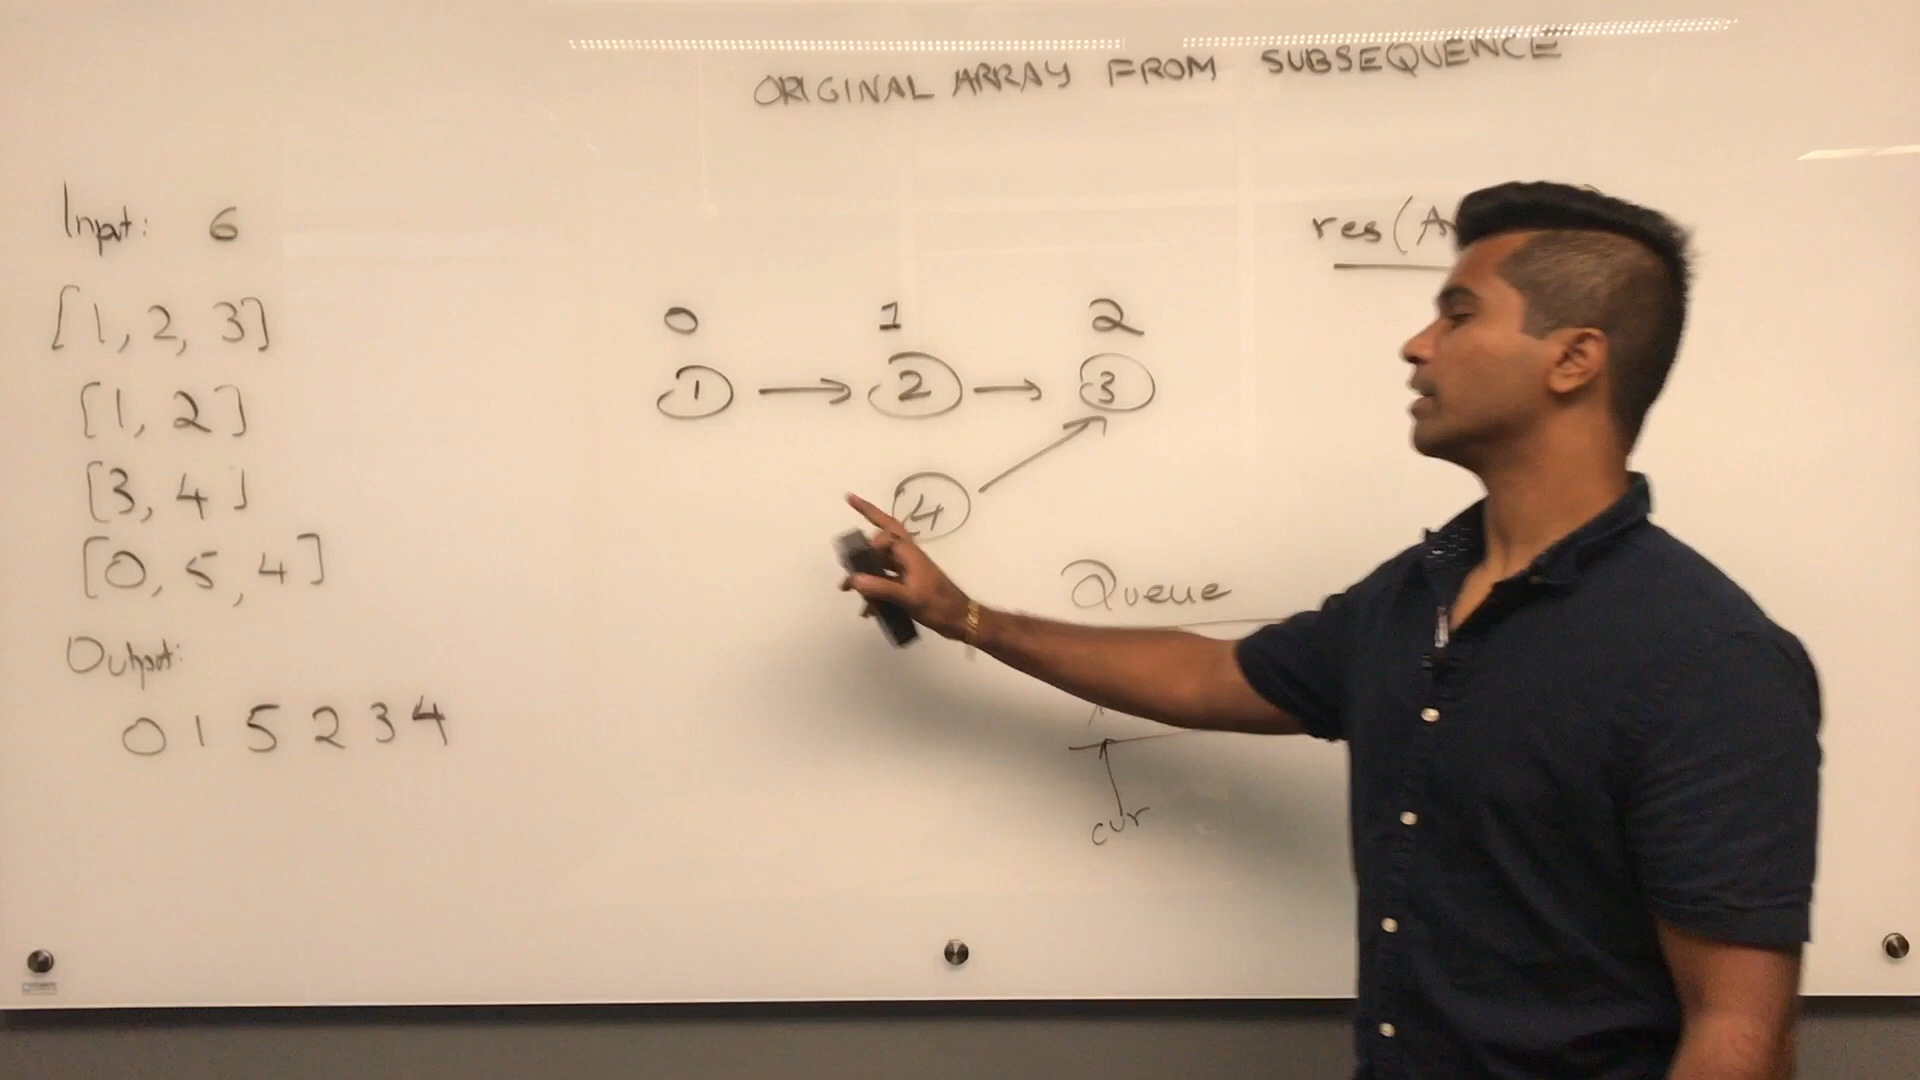 ORIGINAL ARRAY FROM SUBSEQUENCE
Input: 6
[1, 2, 3]
[1, 2]
[3, 4]
[0, 5, 4]
Output:
0 1 5 2 3 4
0 1 2
1 → 2 → 3
4
Queue
cur
res(